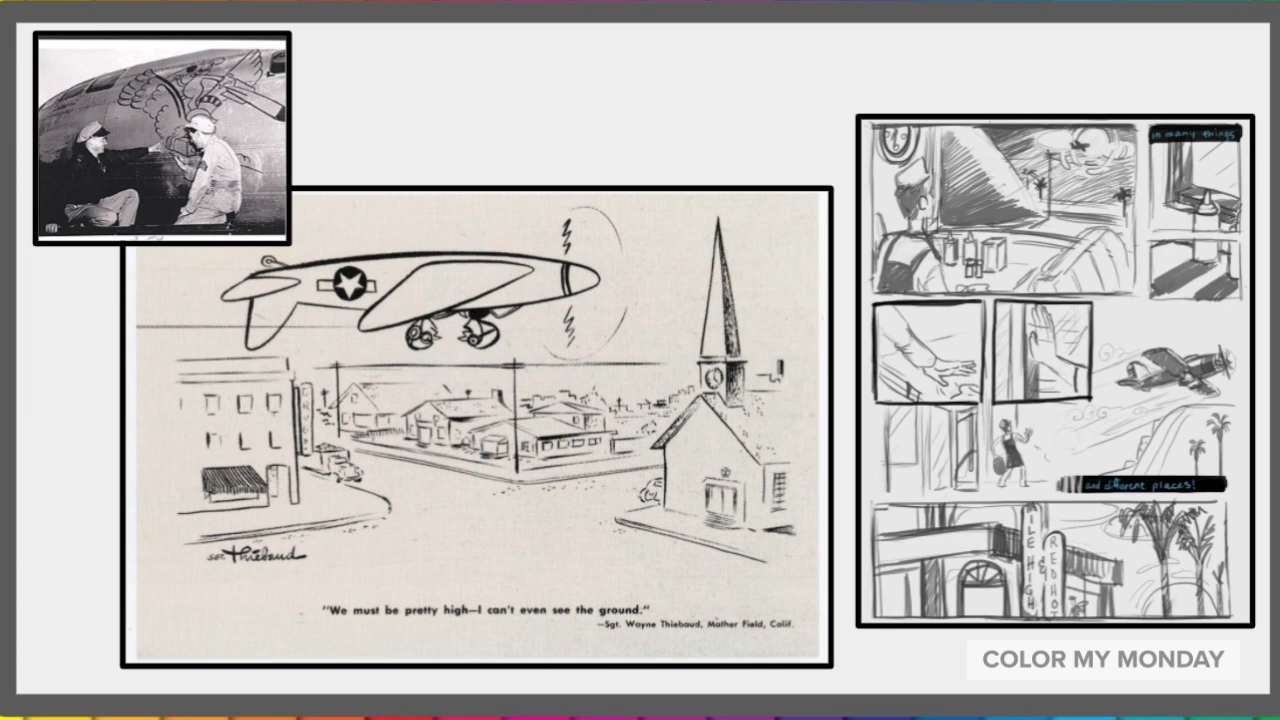 in many things
sgt. Thiebaud
"We must be pretty high—I can't even see the ground."
—Sgt. Wayne Thiebaud, Mather Field, Calif.
and different places!
MILE HIGH
&
RED HOT
COLOR MY MONDAY